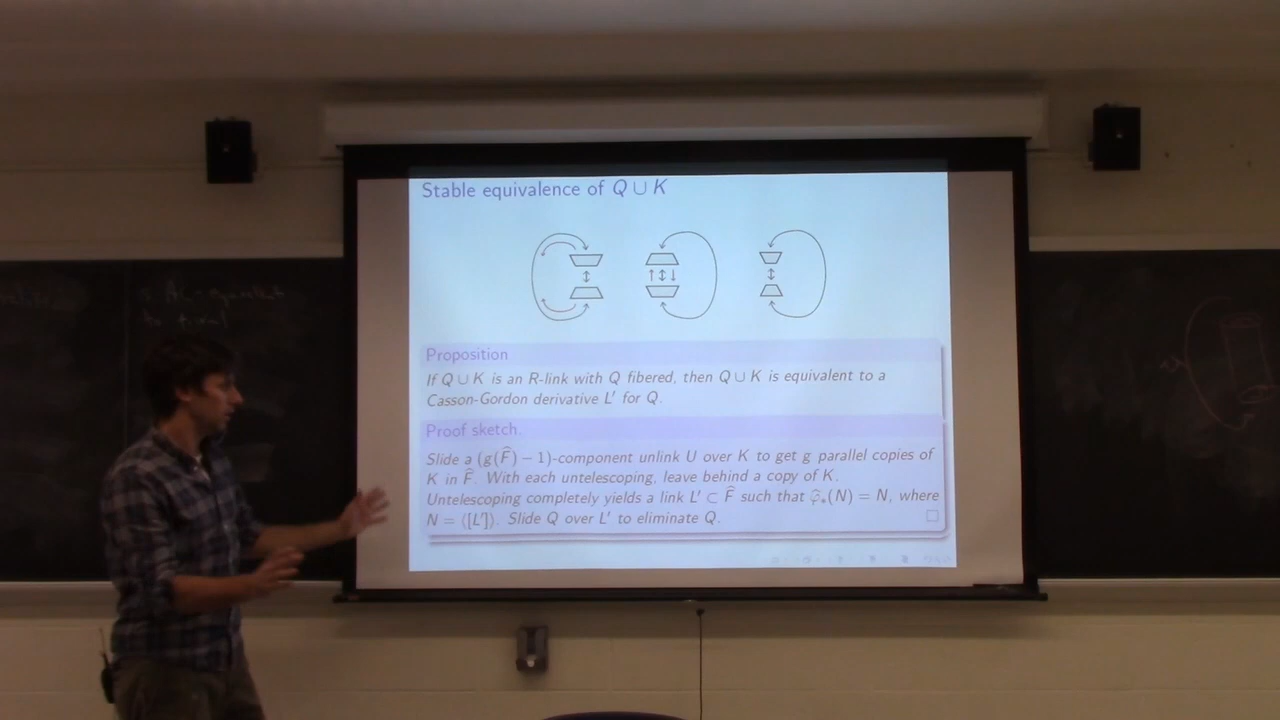 Stable equivalence of Q ∪ K
Proposition
If Q ∪ K is an R-link with Q fibered, then Q ∪ K is equivalent to a
Casson-Gordon derivative L′ for Q.
Proof sketch.
Slide a (g(F̂) − 1)-component unlink U over K to get g parallel copies of
K in F̂. With each untelescoping, leave behind a copy of K.
Untelescoping completely yields a link L′ ⊂ F̂ such that φ̂₊(N) = N, where
N = ⟨[L′]⟩. Slide Q over L′ to eliminate Q.